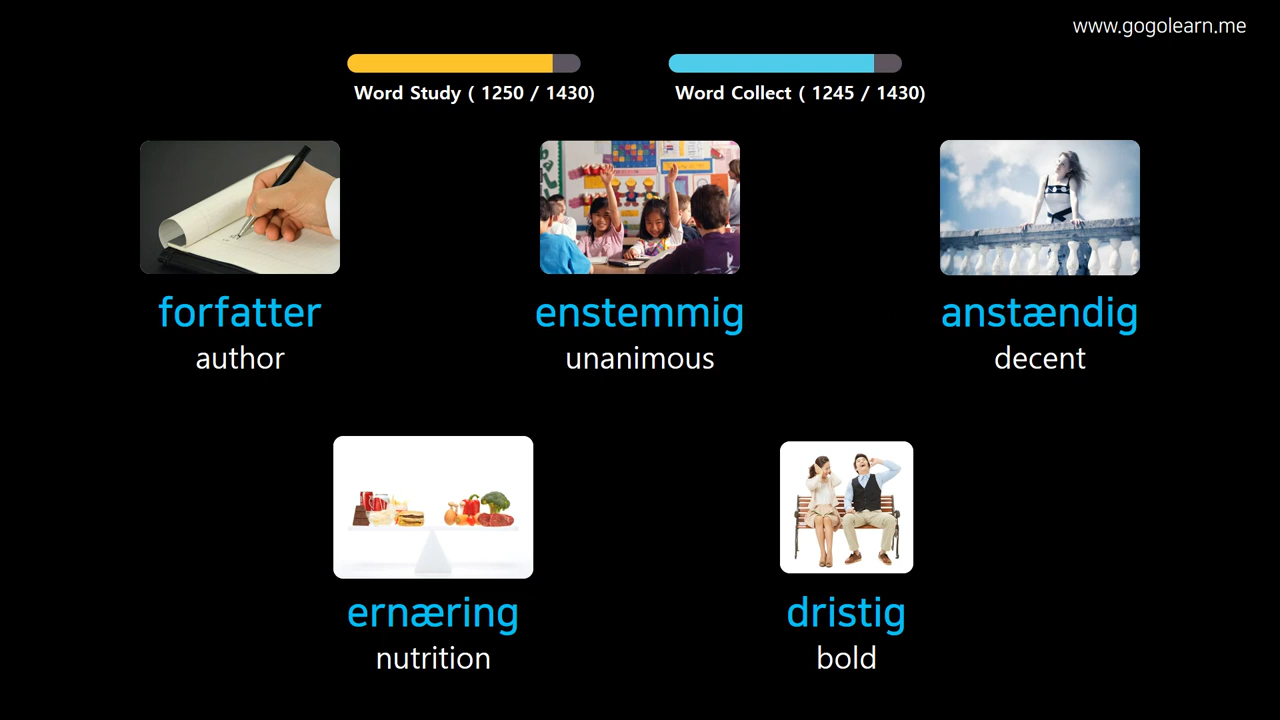 www.gogolearn.me
Word Study ( 1250 / 1430)
Word Collect ( 1245 / 1430)
forfatter
author
enstemmig
unanimous
anstændig
decent
ernæring
nutrition
dristig
bold